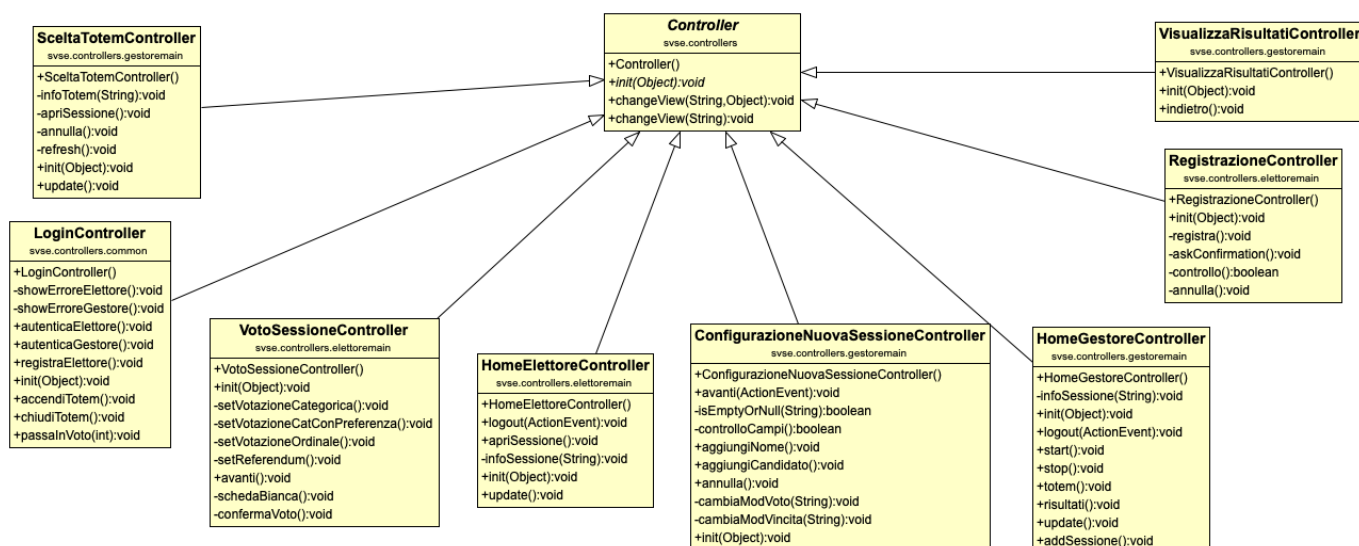 SceltaTotemController
svse.controllers.gestoremain
+SceltaTotemController()
-infoTotem(String):void
-apriSessione():void
-annulla():void
-refresh():void
+init(Object):void
+update():void
Controller
svse.controllers
+Controller()
+init(Object):void
+changeView(String,Object):void
+changeView(String):void
VisualizzaRisultatiController
svse.controllers.gestoremain
+VisualizzaRisultatiController()
+init(Object):void
+indietro():void
RegistrazioneController
svse.controllers.elettoremain
+RegistrazioneController()
+init(Object):void
-registra():void
-askConfirmation():void
-controllo():boolean
-annulla():void
LoginController
svse.controllers.common
+LoginController()
-showErroreElettore():void
-showErroreGestore():void
+autenticaElettore():void
+autenticaGestore():void
+registraElettore():void
+init(Object):void
+accendiTotem():void
+chiudiTotem():void
+passaInVoto(int):void
VotoSessioneController
svse.controllers.elettoremain
+VotoSessioneController()
+init(Object):void
-setVotazioneCategorica():void
-setVotazioneCatConPreferenza():void
-setVotazioneOrdinale():void
-setReferendum():void
+avanti():void
-schedaBianca():void
-confermaVoto():void
HomeElettoreController
svse.controllers.elettoremain
+HomeElettoreController()
+logout(ActionEvent):void
+apriSessione():void
-infoSessione(String):void
+init(Object):void
+update():void
ConfigurazioneNuovaSessioneController
svse.controllers.gestoremain
+ConfigurazioneNuovaSessioneController()
+avanti(ActionEvent):void
-isEmptyOrNull(String):boolean
-controlloCampi():boolean
+aggiungiNome():void
+aggiungiCandidato():void
+annulla():void
-cambiaModVoto(String):void
-cambiaModVincita(String):void
+init(Object):void
HomeGestoreController
svse.controllers.gestoremain
+HomeGestoreController()
-infoSessione(String):void
+init(Object):void
+logout(ActionEvent):void
+start():void
+stop():void
+totem():void
+risultati():void
+update():void
+addSessione():void